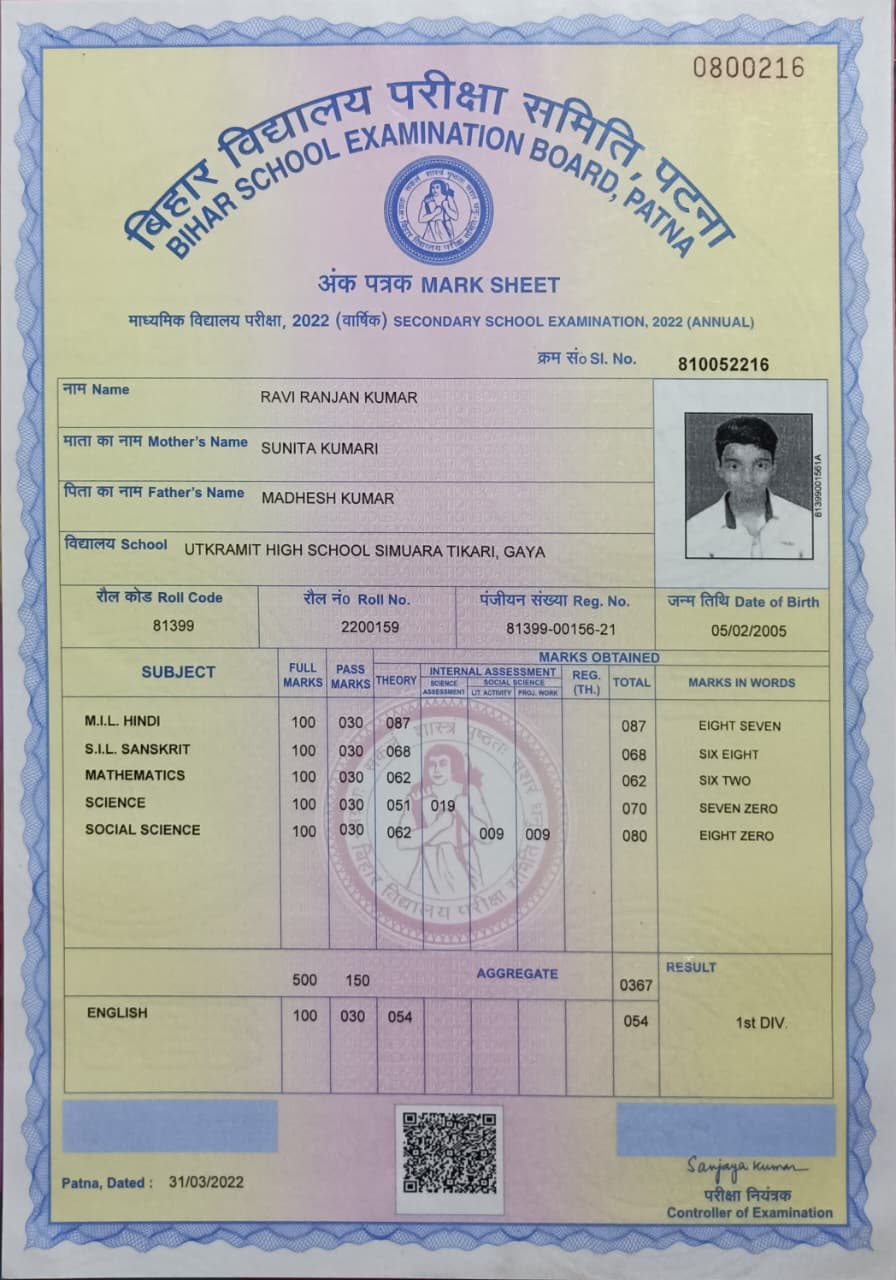 0800216
बिहार विद्यालय परीक्षा समिति, पटना
BIHAR SCHOOL EXAMINATION BOARD, PATNA
अंक पत्रक MARK SHEET
माध्यमिक विद्यालय परीक्षा, 2022 (वार्षिक) SECONDARY SCHOOL EXAMINATION, 2022 (ANNUAL)
क्रम सं० Sl. No. 810052216
नाम Name RAVI RANJAN KUMAR
माता का नाम Mother's Name SUNITA KUMARI
पिता का नाम Father's Name MADHESH KUMAR
81399001561A
विद्यालय School UTKRAMIT HIGH SCHOOL SIMUARA TIKARI, GAYA
रौल कोड Roll Code रौल नं० Roll No. पंजीयन संख्या Reg. No. जन्म तिथि Date of Birth
81399 2200159 81399-00156-21 05/02/2005
MARKS OBTAINED
SUBJECT FULL MARKS PASS MARKS THEORY INTERNAL ASSESSMENT REG. (TH.) TOTAL MARKS IN WORDS
SCIENCE ASSESSMENT SOCIAL SCIENCE
LIT. ACTIVITY PROJ. WORK
M.I.L. HINDI 100 030 087 087 EIGHT SEVEN
S.I.L. SANSKRIT 100 030 068 068 SIX EIGHT
MATHEMATICS 100 030 062 062 SIX TWO
SCIENCE 100 030 051 019 070 SEVEN ZERO
SOCIAL SCIENCE 100 030 062 009 009 080 EIGHT ZERO
बिहार विद्यालय परीक्षा समिति
500 150 AGGREGATE 0367 RESULT
ENGLISH 100 030 054 054 1st DIV.
Patna, Dated : 31/03/2022
Sanjaya Kumar
परीक्षा नियंत्रक
Controller of Examination